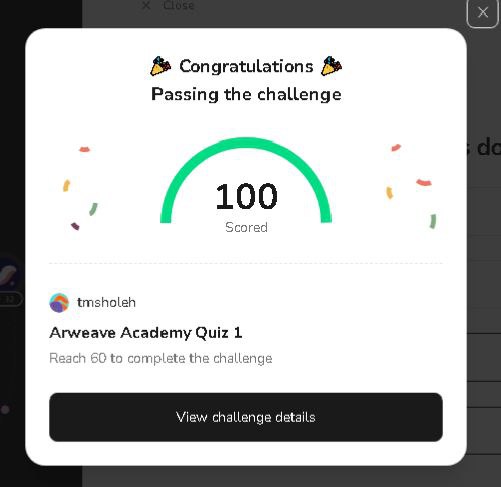 Close
Congratulations
Passing the challenge
100
Scored
tmsholeh
Arweave Academy Quiz 1
Reach 60 to complete the challenge
View challenge details